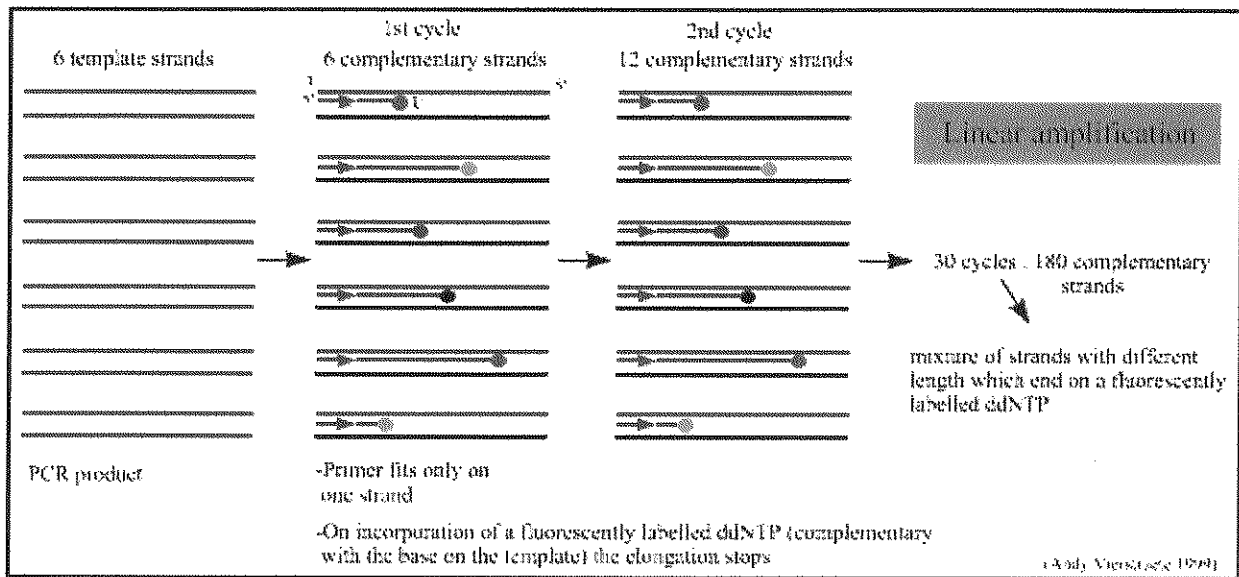 1st cycle
2nd cycle
6 template strands
6 complementary strands
12 complementary strands
Linear amplification
30 cycles : 180 complementary
strands
mixture of strands with different
length which end on a fluorescently
labelled ddNTP
PCR product
-Primer fits only on
one strand
-On incorporation of a fluorescently labelled ddNTP (complementary
with the base on the template) the elongation stops
(Andy 1999)